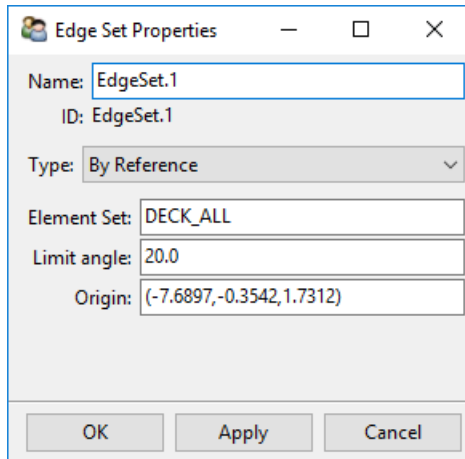 Edge Set Properties
Name: EdgeSet.1
ID: EdgeSet.1
Type: By Reference
Element Set: DECK_ALL
Limit angle: 20.0
Origin: (-7.6897,-0.3542,1.7312)
OK Apply Cancel